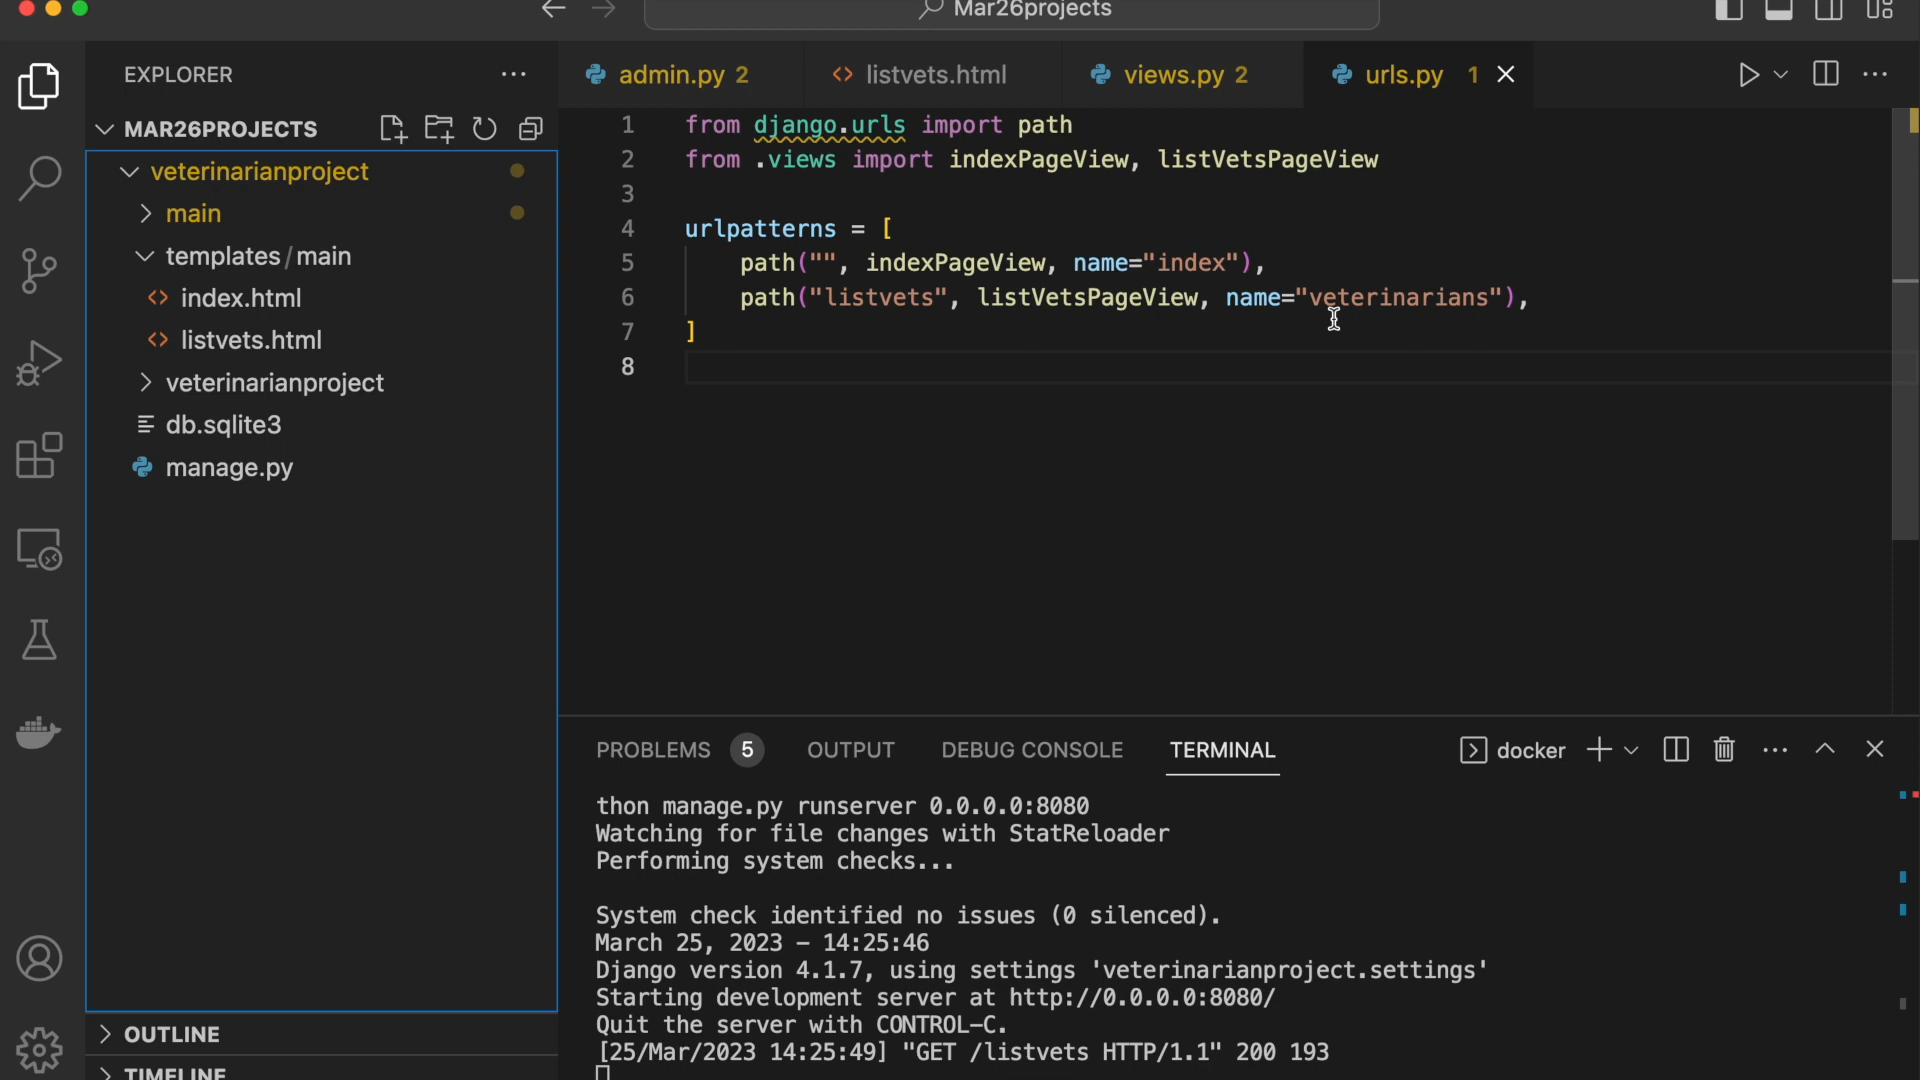 Mar26projects
EXPLORER
admin.py 2
listvets.html
views.py 2
urls.py 1
MAR26PROJECTS
veterinarianproject
main
templates/main
index.html
listvets.html
veterinarianproject
db.sqlite3
manage.py
OUTLINE
TIMELINE
1 from django.urls import path
2 from .views import indexPageView, listVetsPageView
3
4 urlpatterns = [
5 path("", indexPageView, name="index"),
6 path("listvets", listVetsPageView, name="veterinarians"),
7 ]
8
PROBLEMS 5 OUTPUT DEBUG CONSOLE TERMINAL docker
thon manage.py runserver 0.0.0.0:8080
Watching for file changes with StatReloader
Performing system checks...
System check identified no issues (0 silenced).
March 25, 2023 - 14:25:46
Django version 4.1.7, using settings 'veterinarianproject.settings'
Starting development server at http://0.0.0.0:8080/
Quit the server with CONTROL-C.
[25/Mar/2023 14:25:49] "GET /listvets HTTP/1.1" 200 193